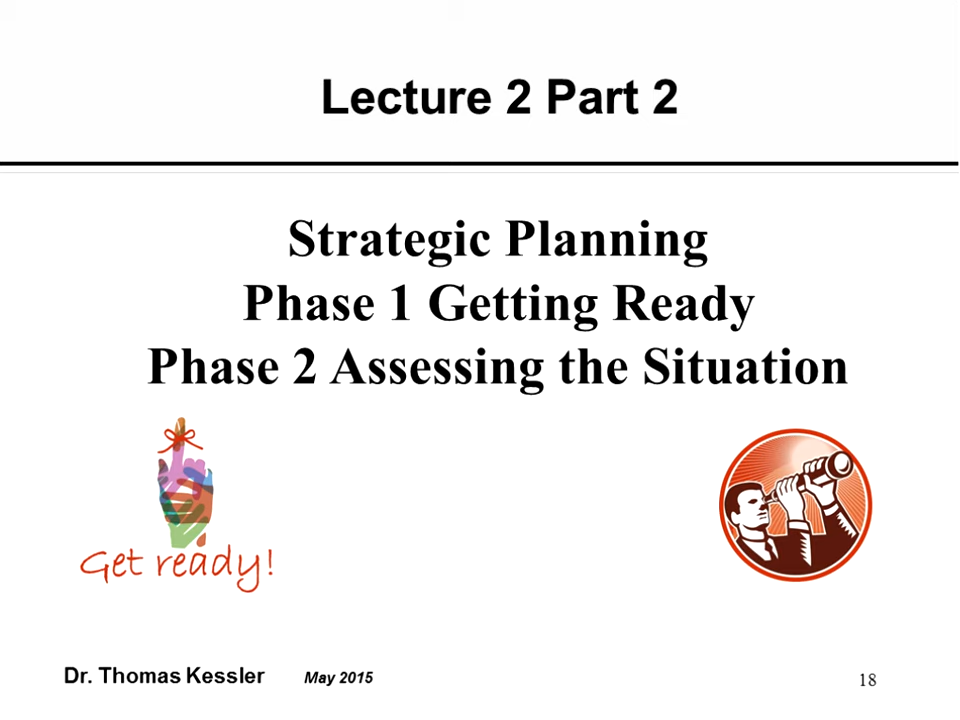 Lecture 2 Part 2
Strategic Planning
Phase 1 Getting Ready
Phase 2 Assessing the Situation
Get ready!
Dr. Thomas Kessler May 2015 18